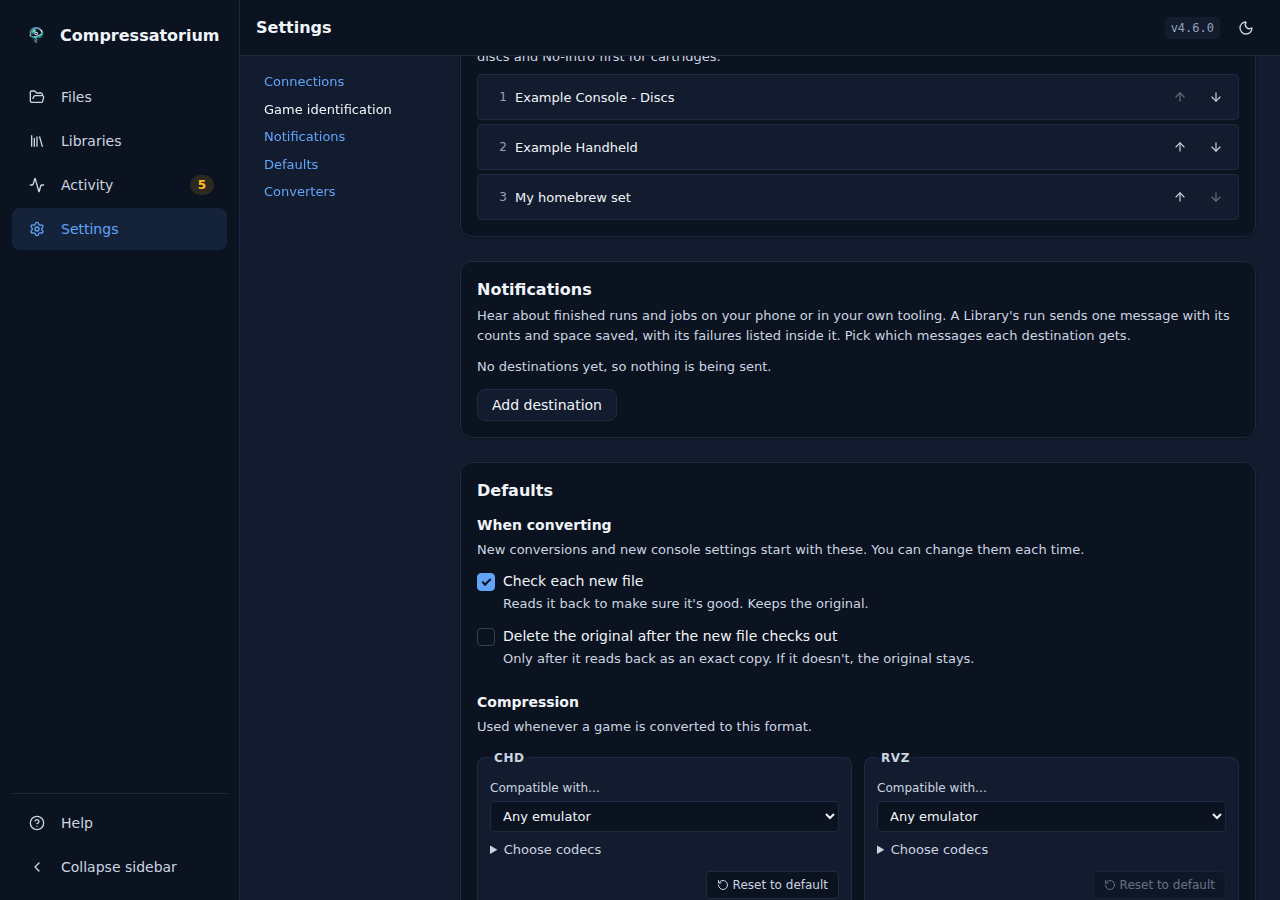 Compressatorium
Files
Libraries
Activity
5
Settings
Help
Collapse sidebar
Settings
v4.6.0
Connections
Game identification
Notifications
Defaults
Converters
discs and No-Intro first for cartridges.
1 Example Console - Discs
2 Example Handheld
3 My homebrew set
Notifications
Hear about finished runs and jobs on your phone or in your own tooling. A Library's run sends one message with its
counts and space saved, with its failures listed inside it. Pick which messages each destination gets.
No destinations yet, so nothing is being sent.
Add destination
Defaults
When converting
New conversions and new console settings start with these. You can change them each time.
Check each new file
Reads it back to make sure it's good. Keeps the original.
Delete the original after the new file checks out
Only after it reads back as an exact copy. If it doesn't, the original stays.
Compression
Used whenever a game is converted to this format.
CHD
Compatible with...
Any emulator
Choose codecs
Reset to default
RVZ
Compatible with...
Any emulator
Choose codecs
Reset to default